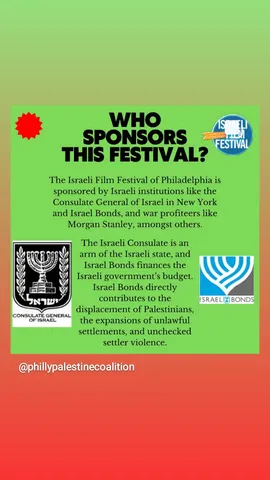 WHO
SPONSORS
THIS FESTIVAL?
ISRAELI
FILM
FESTIVAL
The Israeli Film Festival of Philadelphia is
sponsored by Israeli institutions like the
Consulate General of Israel in New York
and Israel Bonds, and war profiteers like
Morgan Stanley, amongst others.
The Israeli Consulate is an
arm of the Israeli state, and
Israel Bonds finances the
Israeli government's budget.
Israel Bonds directly
contributes to the
displacement of Palestinians,
the expansions of unlawful
settlements, and unchecked
settler violence.
ישראל
CONSULATE GENERAL
OF ISRAEL
ISRAEL BONDS
@phillypalestinecoalition